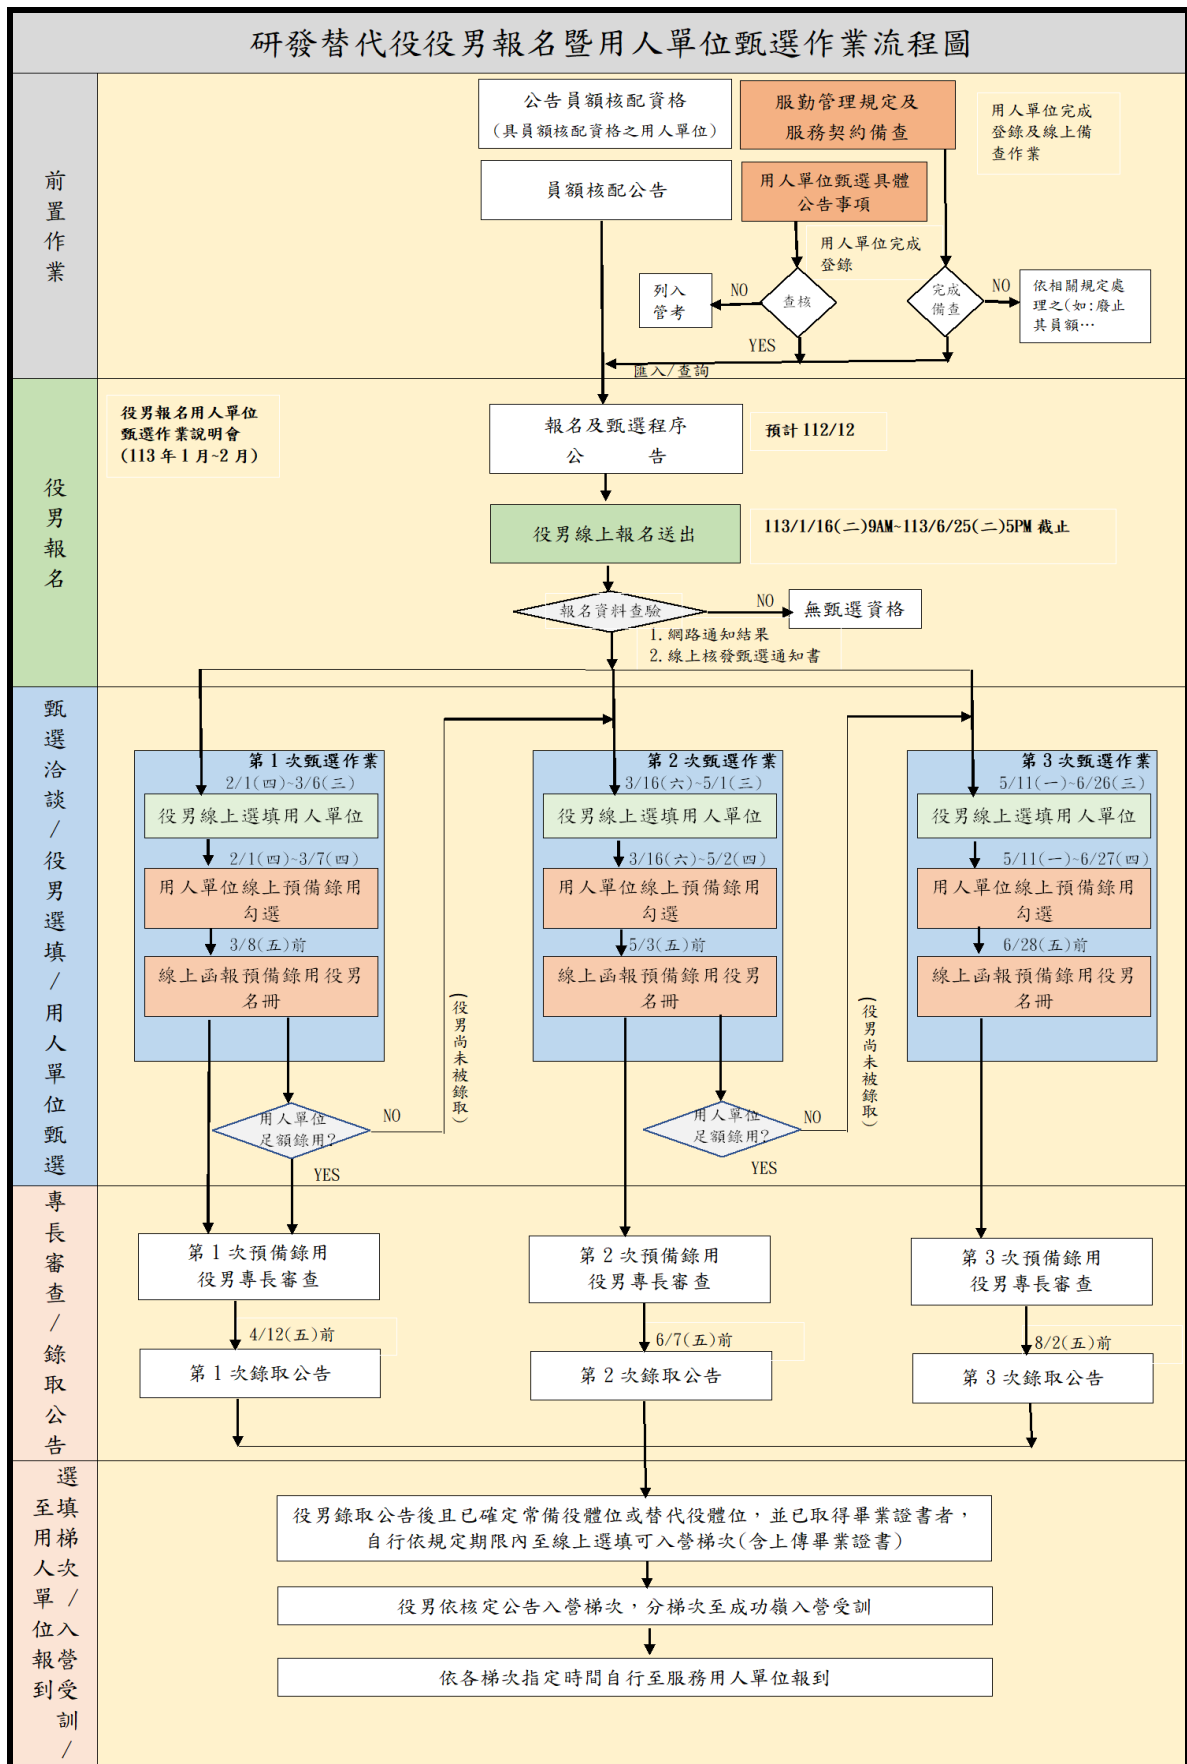 研發替代役役男報名暨用人單位甄選作業流程圖
前置作業
公告員額核配資格
(具員額核配資格之用人單位)
服勤管理規定及
服務契約備查
用人單位完成
登錄及線上備
查作業
員額核配公告
用人單位甄選具體
公告事項
用人單位完成
登錄
列入
管考
NO
查核
完成
備查
NO
依相關規定處
理之(如:廢止
其員額…
YES
匯入/查詢
役男報名
役男報名用人單位
甄選作業說明會
(113 年 1 月~2 月)
報名及甄選程序
公 告
預計 112/12
役男線上報名送出
113/1/16(二)9AM~113/6/25(二)5PM 截止
報名資料查驗
NO
無甄選資格
1.網路通知結果
2.線上核發甄選通知書
甄選洽談/役男選填/用人單位甄選
第 1 次甄選作業
2/1(四)~3/6(三)
役男線上選填用人單位
2/1(四)~3/7(四)
用人單位線上預備錄用
勾選
3/8(五)前
線上函報預備錄用役男
名冊
用人單位
足額錄用?
NO
YES
(役男尚未被錄取)
第 2 次甄選作業
3/16(六)~5/1(三)
役男線上選填用人單位
3/16(六)~5/2(四)
用人單位線上預備錄用
勾選
5/3(五)前
線上函報預備錄用役男
名冊
用人單位
足額錄用?
NO
YES
(役男尚未被錄取)
第 3 次甄選作業
5/11(一)~6/26(三)
役男線上選填用人單位
5/11(一)~6/27(四)
用人單位線上預備錄用
勾選
6/28(五)前
線上函報預備錄用役男
名冊
專長審查/錄取公告
第 1 次預備錄用
役男專長審查
4/12(五)前
第 1 次錄取公告
第 2 次預備錄用
役男專長審查
6/7(五)前
第 2 次錄取公告
第 3 次預備錄用
役男專長審查
8/2(五)前
第 3 次錄取公告
選填梯次/入營受訓/
至用人單位報到
役男錄取公告後且已確定常備役體位或替代役體位，並已取得畢業證書者，
自行依規定期限內至線上選填可入營梯次(含上傳畢業證書)
役男依核定公告入營梯次，分梯次至成功嶺入營受訓
依各梯次指定時間自行至服務用人單位報到